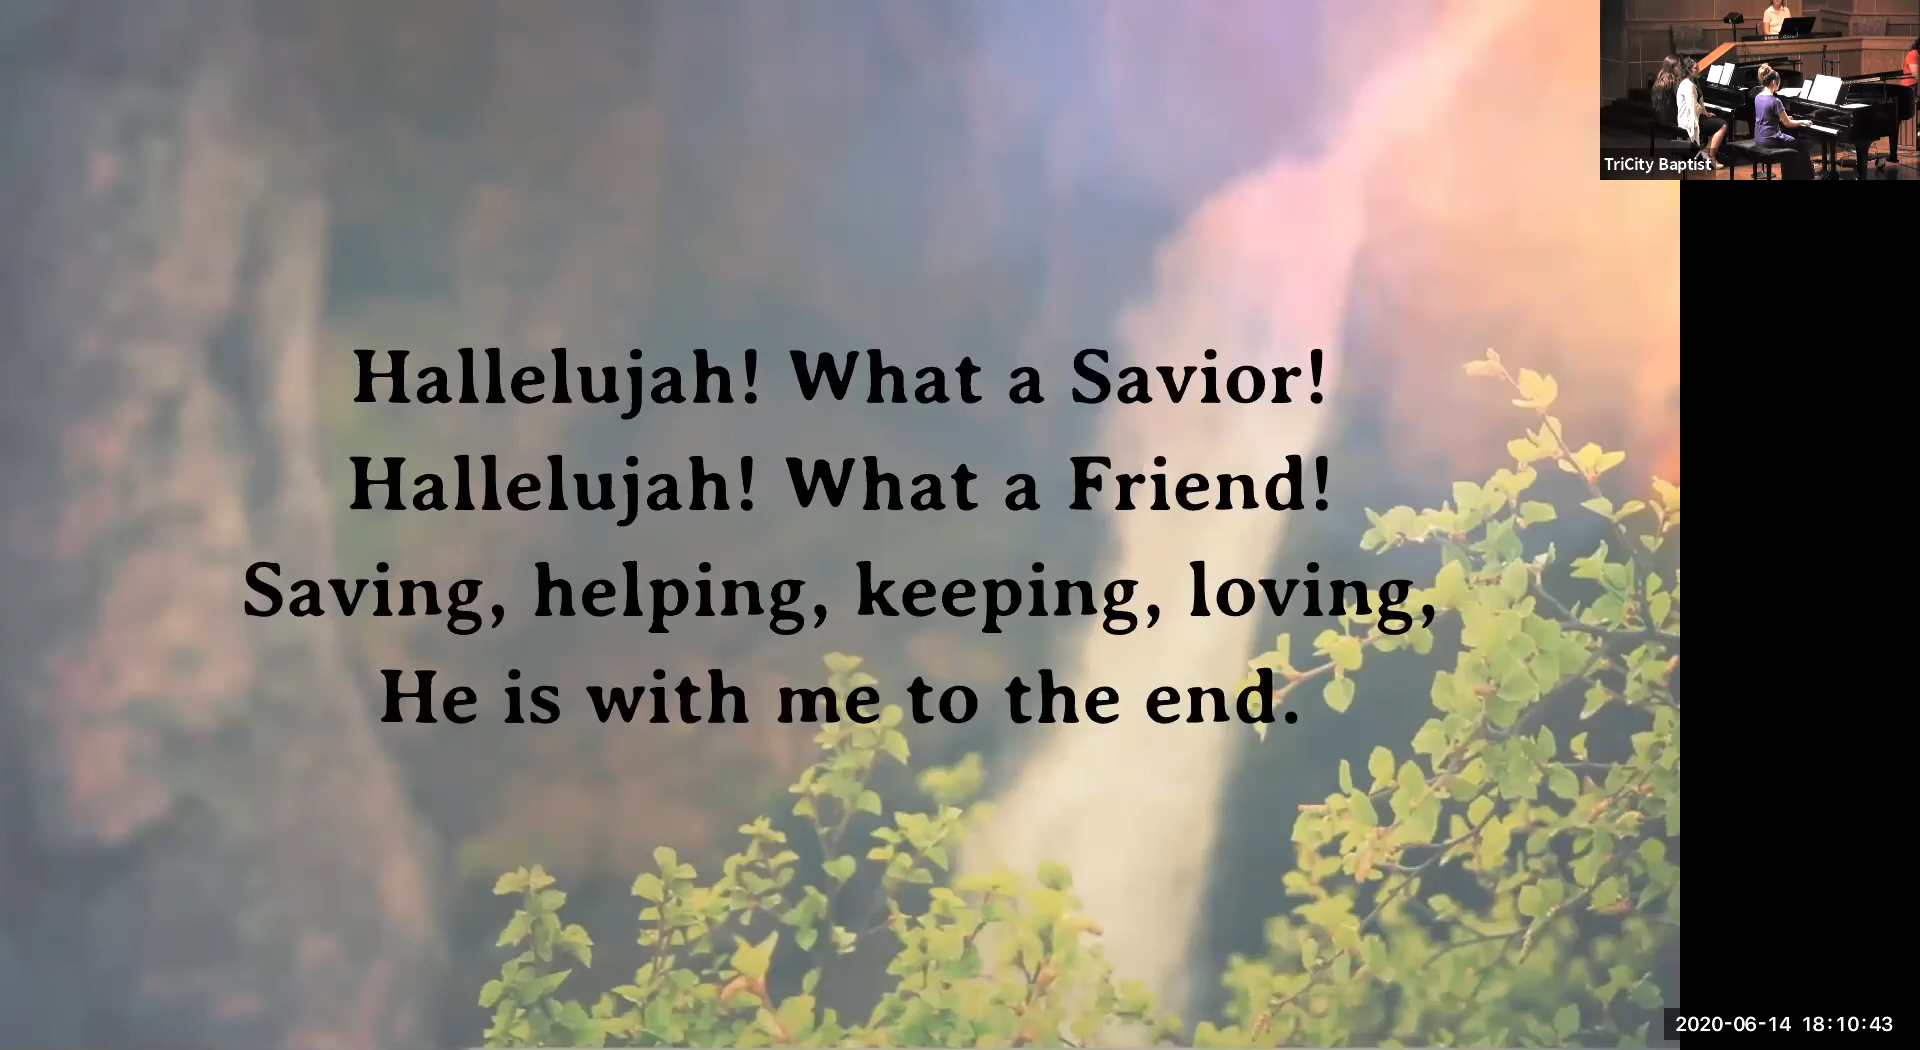 Hallelujah! What a Savior!
Hallelujah! What a Friend!
Saving, helping, keeping, loving,
He is with me to the end.
TriCity Baptist
2020-06-14 18:10:43